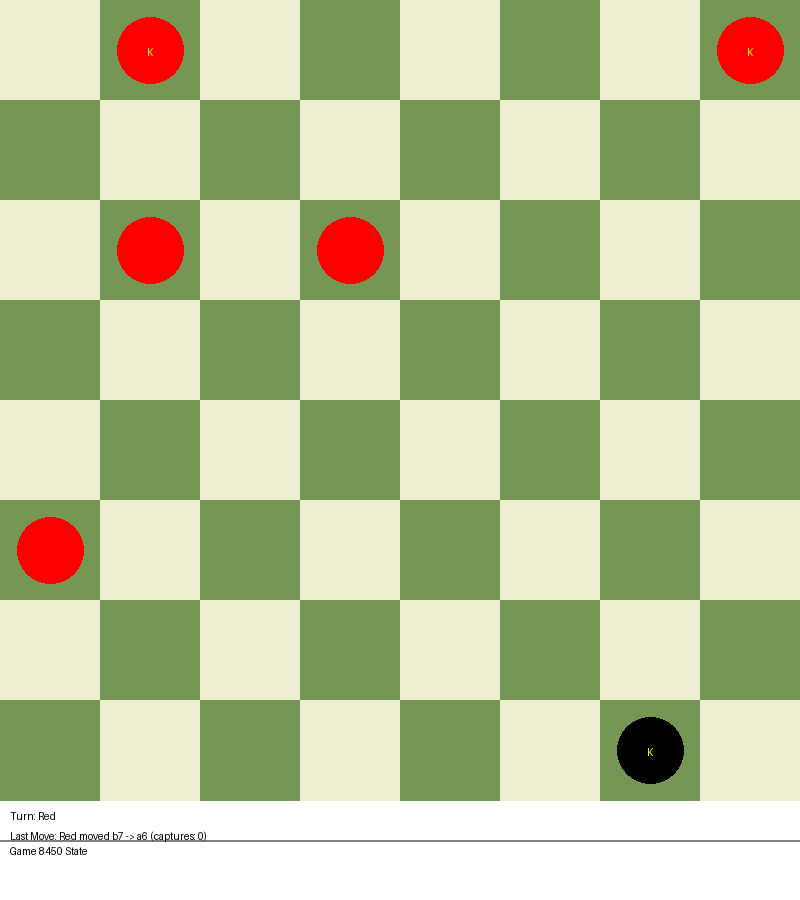 K K
K
Turn: Red
Last Move: Red moved b7 -> a6 (captures: 0)
Game 8450 State